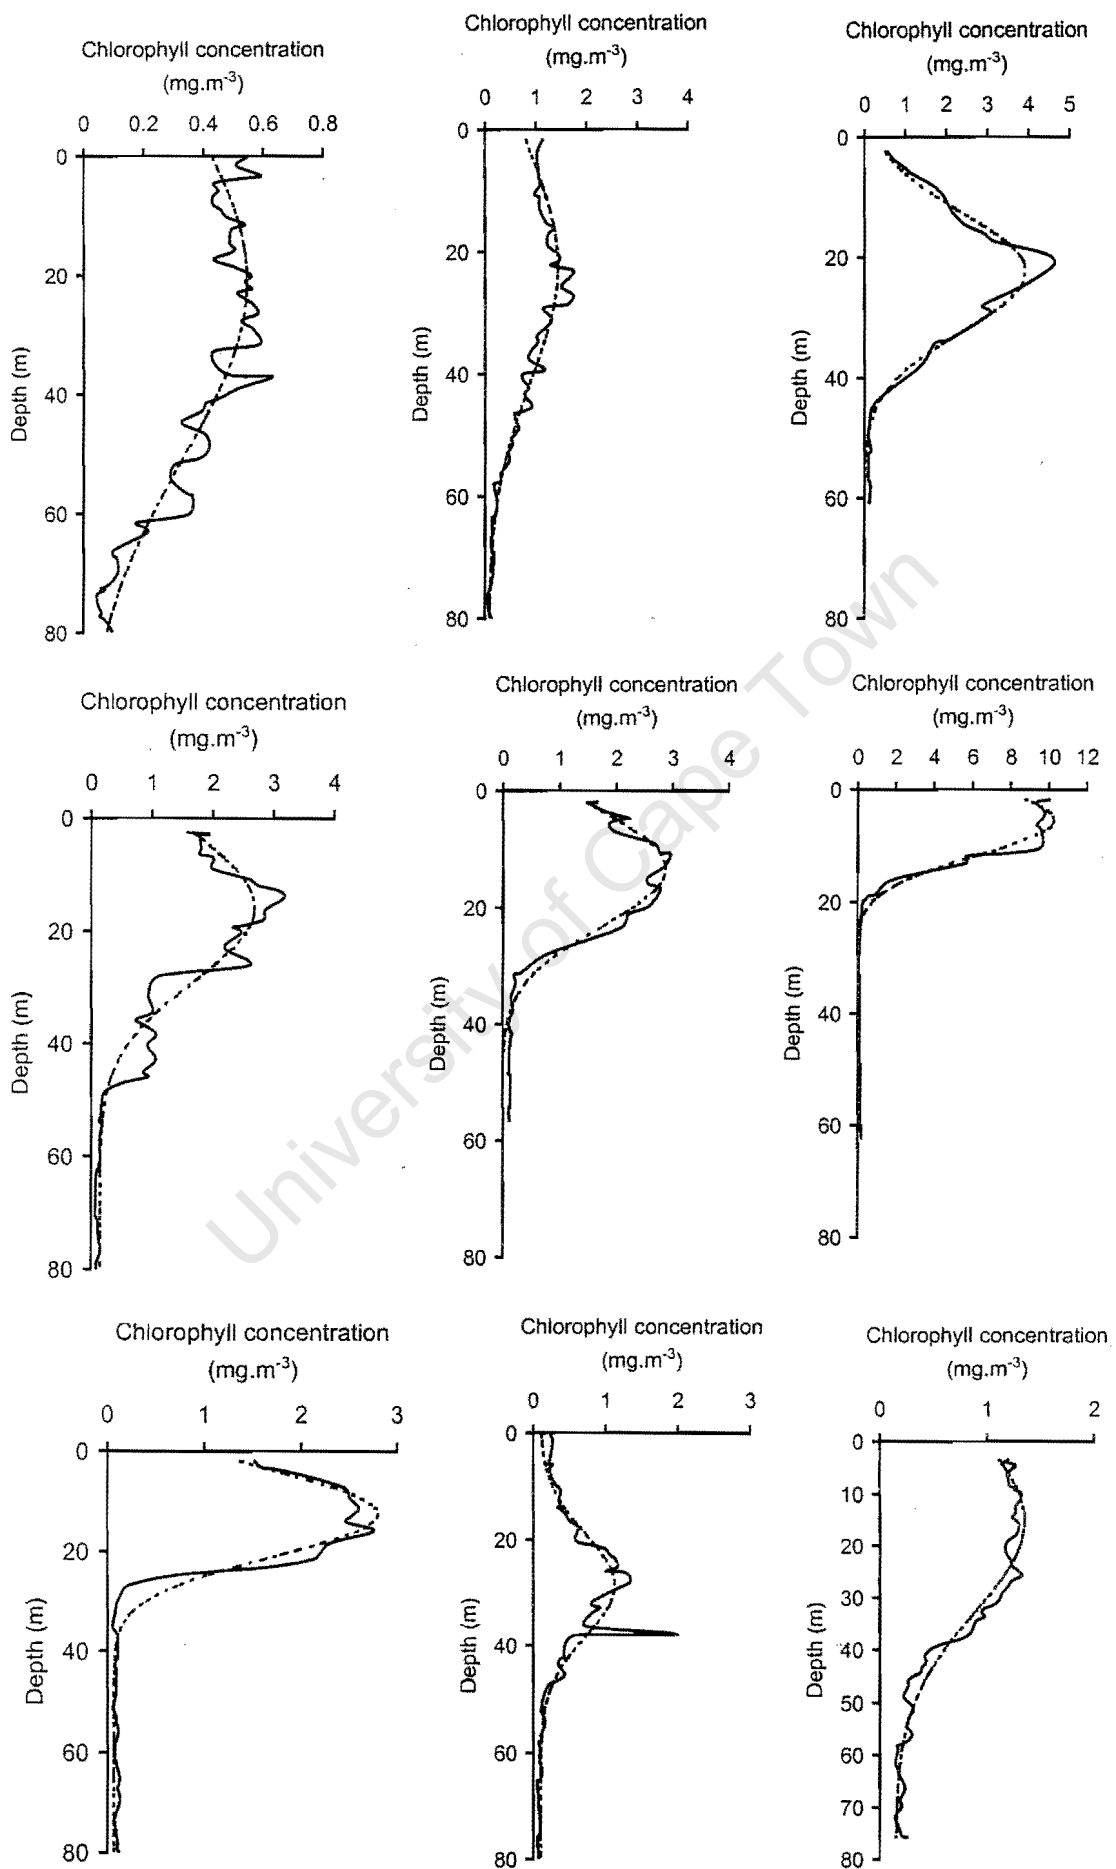 Chlorophyll concentration
(mg.m-3)
0 0.2 0.4 0.6 0.8
0
20
40
60
80
Depth (m)
Chlorophyll concentration
(mg.m-3)
0 1 2 3 4
0
20
40
60
80
Depth (m)
Chlorophyll concentration
(mg.m-3)
0 1 2 3 4 5
0
20
40
60
80
Depth (m)
Chlorophyll concentration
(mg.m-3)
0 1 2 3 4
0
20
40
60
80
Depth (m)
Chlorophyll concentration
(mg.m-3)
0 1 2 3 4
0
20
40
60
80
Depth (m)
Chlorophyll concentration
(mg.m-3)
0 2 4 6 8 10 12
0
20
40
60
80
Depth (m)
Chlorophyll concentration
(mg.m-3)
0 1 2 3
0
20
40
60
80
Depth (m)
Chlorophyll concentration
(mg.m-3)
0 1 2 3
0
20
40
60
80
Depth (m)
Chlorophyll concentration
(mg.m-3)
0 1 2
0
10
20
30
40
50
60
70
80
Depth (m)
University of Cape Town